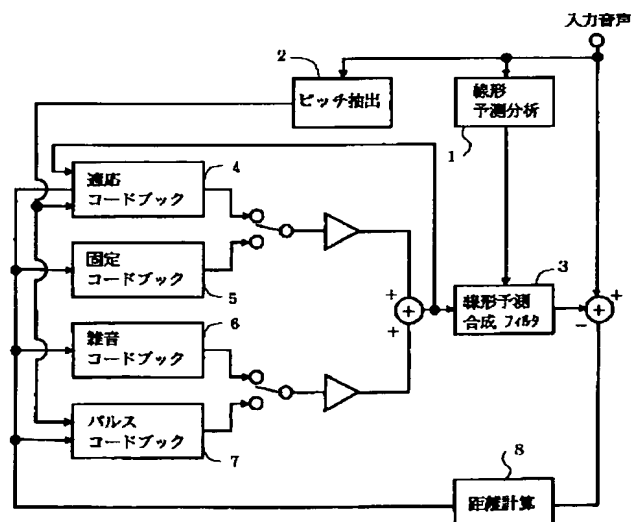 入力音声
2
ピッチ抽出
線形
予測分析
1
適応
コードブック
4
固定
コードブック
5
+
+
3
線形予測
合成 フィルタ
+
+
−
6
雑音
コードブック
+
パルス
コードブック
7
8
距離計算